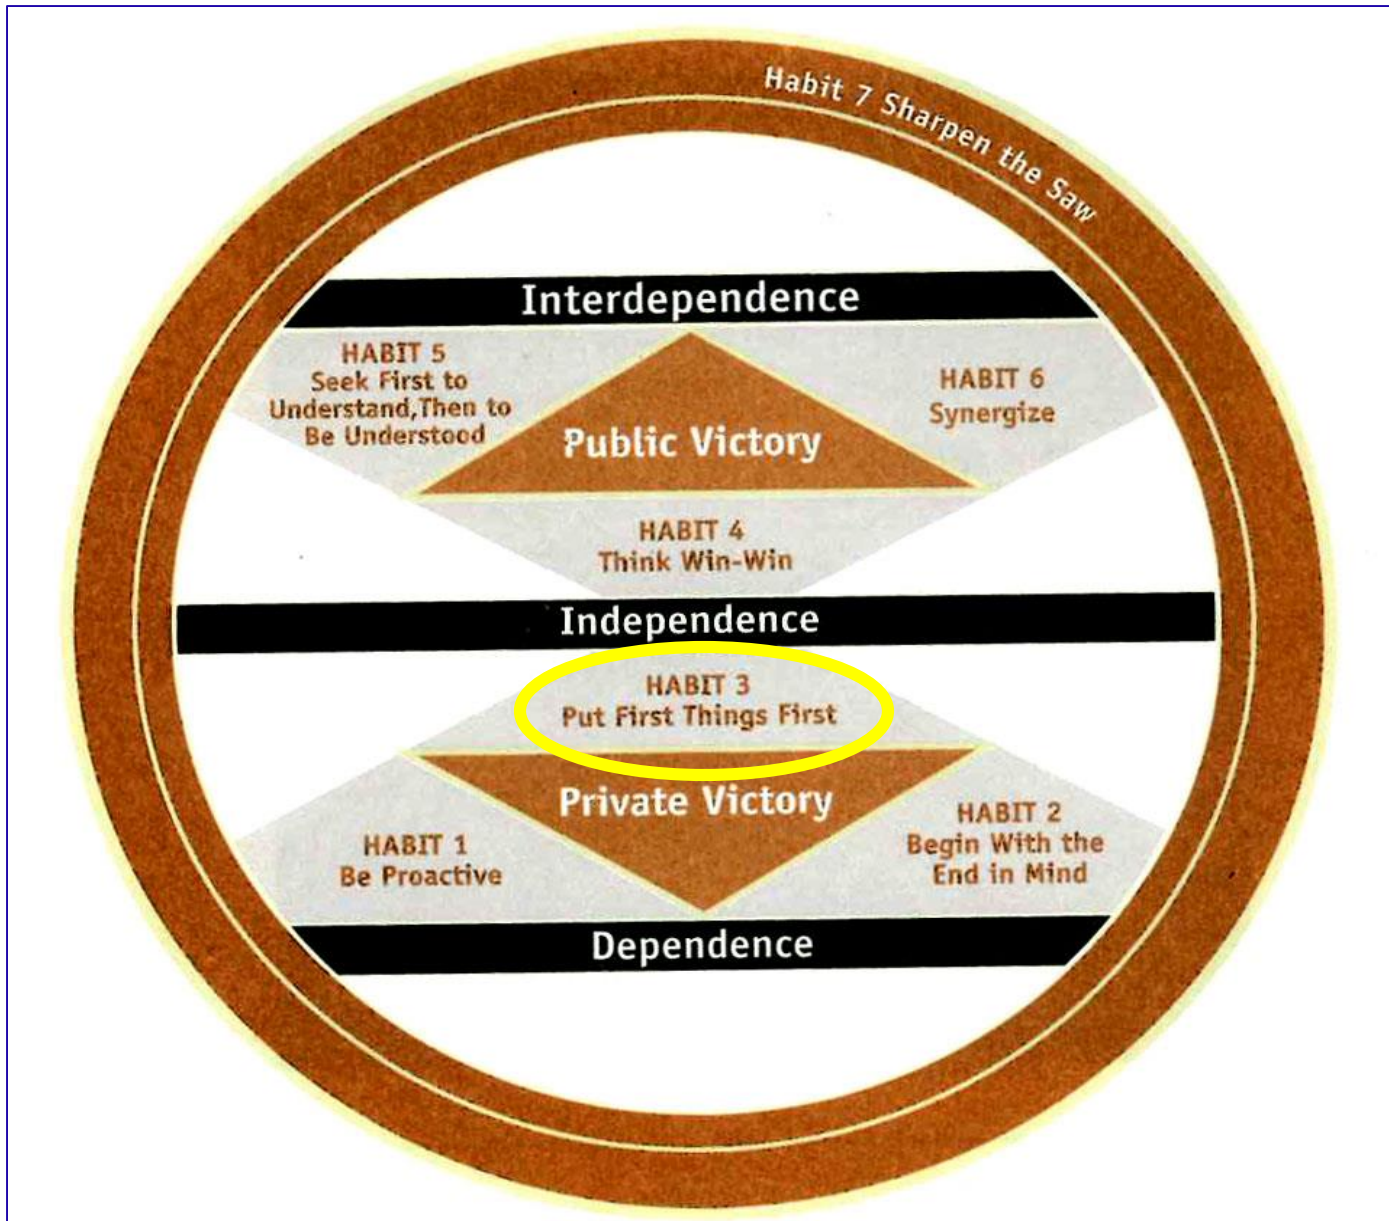 Habit 7 Sharpen the Saw
Interdependence
HABIT 5
Seek First to
Understand,Then to
Be Understood
HABIT 6
Synergize
Public Victory
HABIT 4
Think Win-Win
Independence
HABIT 3
Put First Things First
Private Victory
HABIT 1
Be Proactive
HABIT 2
Begin With the
End in Mind
Dependence